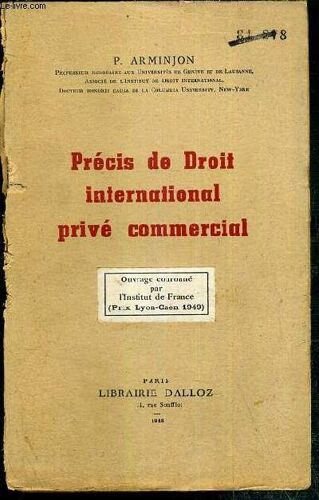 P. ARMINJON
PROFESSEUR HONORAIRE AUX UNIVERSITÉS DE GENÈVE ET DE LAUSANNE,
ASSOCIÉ DE L'INSTITUT DE DROIT INTERNATIONAL,
DOCTEUR HONORIS CAUSA DE LA COLUMBIA UNIVERSITY, NEW-YORK
Précis de Droit
international
privé commercial
Ouvrage couronné
par
l'Institut de France
(Prix Lyon-Caen 1949)
PARIS
LIBRAIRIE DALLOZ
rue Soufflot
1948